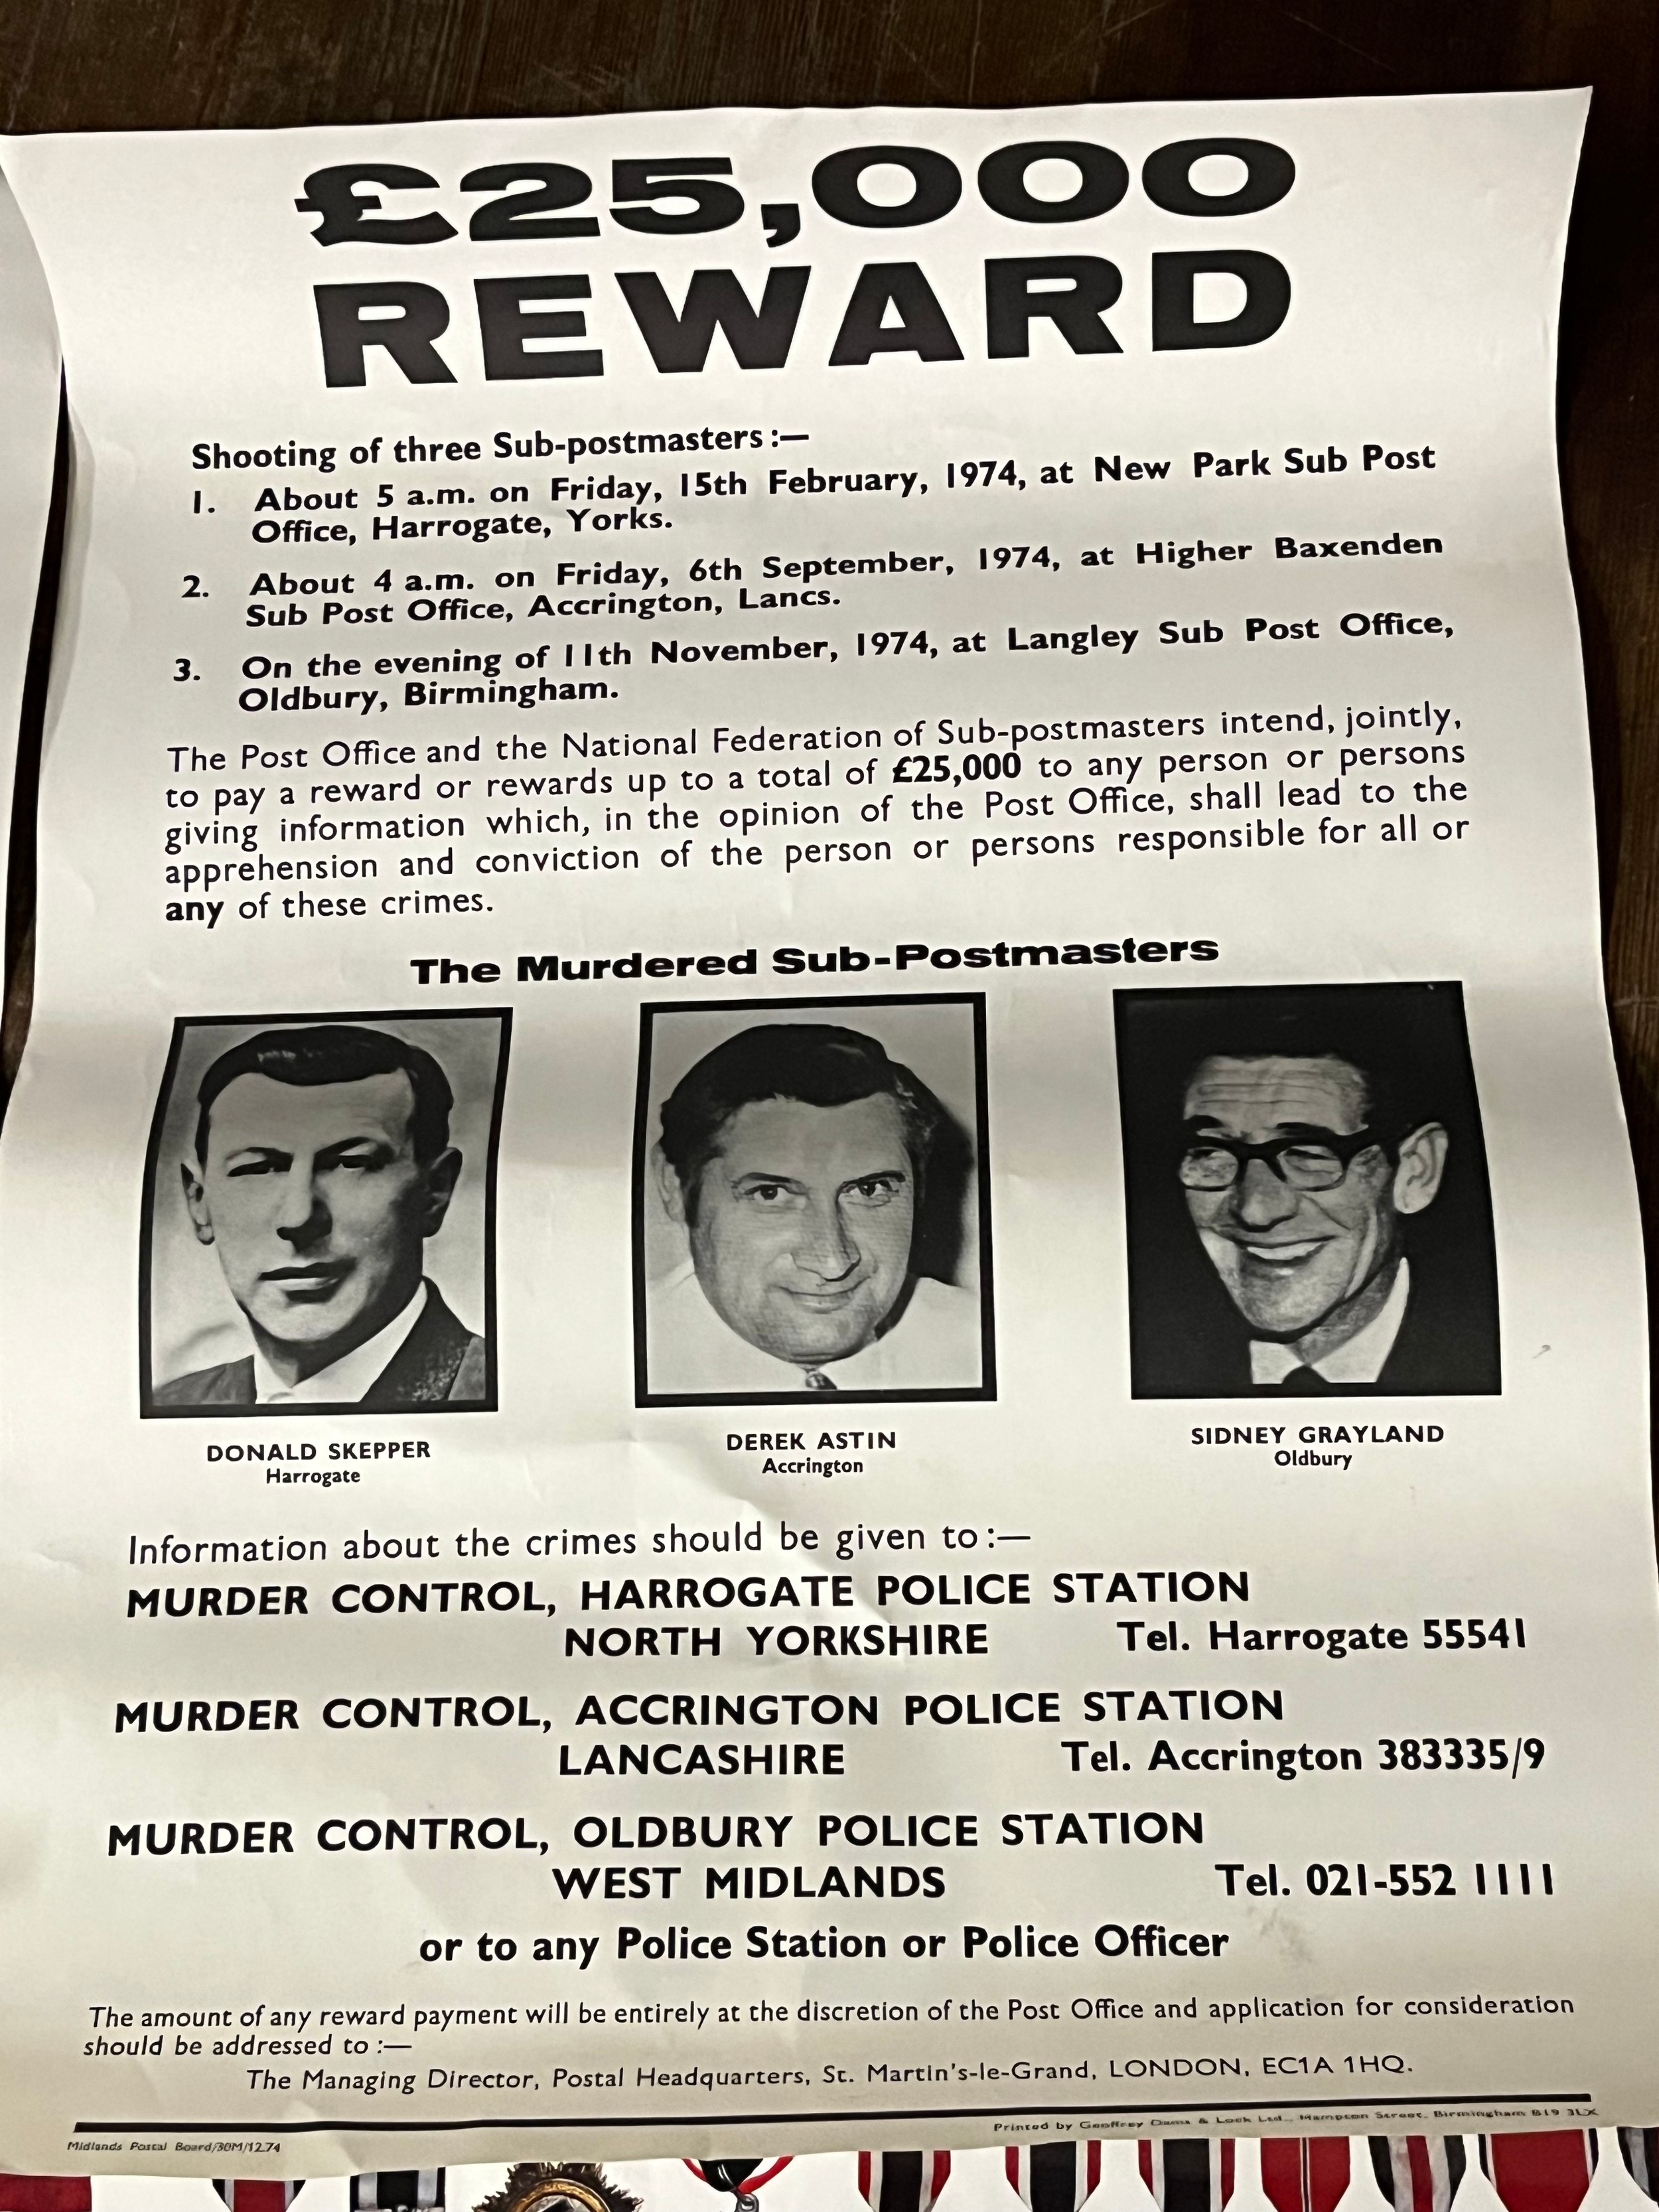 £25,000
REWARD
Shooting of three Sub-postmasters :—
1. About 5 a.m. on Friday, 15th February, 1974, at New Park Sub Post
Office, Harrogate, Yorks.
2. About 4 a.m. on Friday, 6th September, 1974, at Higher Baxenden
Sub Post Office, Accrington, Lancs.
3. On the evening of 11th November, 1974, at Langley Sub Post Office,
Oldbury, Birmingham.
The Post Office and the National Federation of Sub-postmasters intend, jointly,
to pay a reward or rewards up to a total of £25,000 to any person or persons
giving information which, in the opinion of the Post Office, shall lead to the
apprehension and conviction of the person or persons responsible for all or
any of these crimes.
The Murdered Sub-Postmasters
DONALD SKEPPER
Harrogate
DEREK ASTIN
Accrington
SIDNEY GRAYLAND
Oldbury
Information about the crimes should be given to :—
MURDER CONTROL, HARROGATE POLICE STATION
NORTH YORKSHIRE Tel. Harrogate 55541
MURDER CONTROL, ACCRINGTON POLICE STATION
LANCASHIRE Tel. Accrington 383335/9
MURDER CONTROL, OLDBURY POLICE STATION
WEST MIDLANDS Tel. 021-552 1111
or to any Police Station or Police Officer
The amount of any reward payment will be entirely at the discretion of the Post Office and application for consideration
should be addressed to :—
The Managing Director, Postal Headquarters, St. Martin's-le-Grand, LONDON, EC1A 1HQ.
Midlands Postal Board/30M/12.74
Printed by Geoffrey & Lock Ltd., Hampton Street, Birmingham B19 3LX